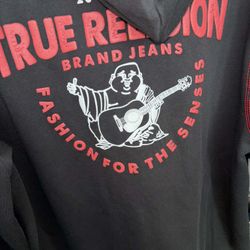 TRUE RELIGION
BRAND JEANS
FASHION FOR THE SENSES